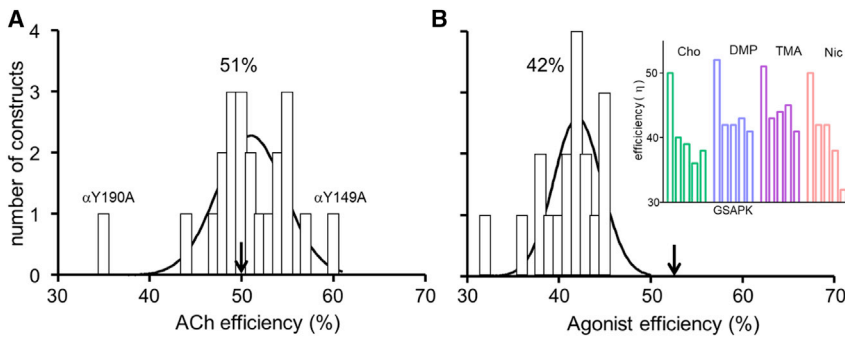 A
number of constructs
4
3
2
1
0
51%
αY190A
αY149A
30
40
50
60
70
ACh efficiency (%)
B
42%
30
40
50
60
70
Agonist efficiency (%)
efficiciency ( η)
50
40
30
Cho
DMP
TMA
Nic
GSAPK